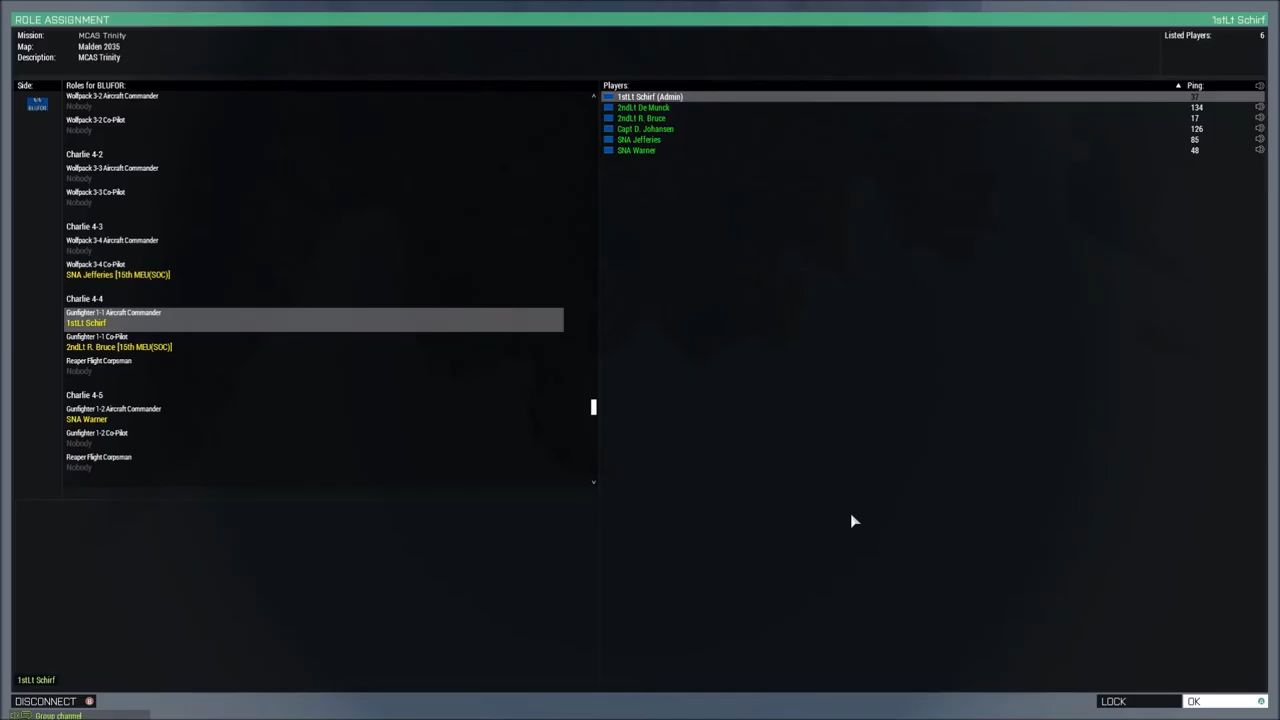 ROLE ASSIGNMENT 1stLt Schirf
Mission: MCAS Trinity Listed Players: 6
Map: Malden 2035
Description: MCAS Trinity
Side: Roles for BLUFOR: Players: Ping:
BLUFOR
Wolfpack 3-2 Aircraft Commander
Nobody
Wolfpack 3-2 Co-Pilot
Nobody
Charlie 4-2
Wolfpack 3-3 Aircraft Commander
Nobody
Wolfpack 3-3 Co-Pilot
Nobody
Charlie 4-3
Wolfpack 3-4 Aircraft Commander
Nobody
Wolfpack 3-4 Co-Pilot
SNA Jefferies [15th MEU(SOC)]
Charlie 4-4
Gunfighter 1-1 Aircraft Commander
1stLt Schirf
Gunfighter 1-1 Co-Pilot
2ndLt R. Bruce [15th MEU(SOC)]
Reaper Flight Corpsman
Nobody
Charlie 4-5
Gunfighter 1-2 Aircraft Commander
SNA Warner
Gunfighter 1-2 Co-Pilot
Nobody
Reaper Flight Corpsman
Nobody
1stLt Schirf (Admin) 37
2ndLt De Munck 134
2ndLt R. Bruce 17
Capt D. Johansen 126
SNA Jefferies 85
SNA Warner 48
1stLt Schirf
DISCONNECT B LOCK OK A
Group channel